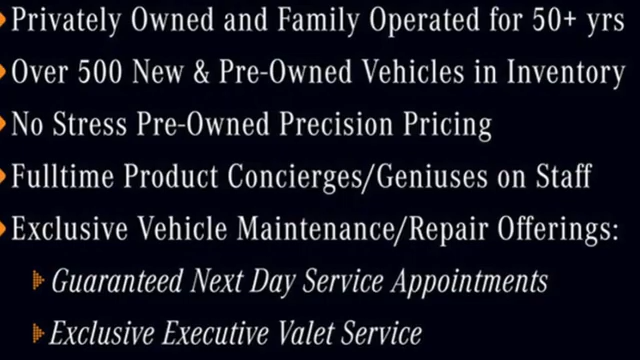 Privately Owned and Family Operated for 50+ yrs
Over 500 New & Pre-Owned Vehicles in Inventory
No Stress Pre-Owned Precision Pricing
Fulltime Product Concierges/Geniuses on Staff
Exclusive Vehicle Maintenance/Repair Offerings:
Guaranteed Next Day Service Appointments
Exclusive Executive Valet Service